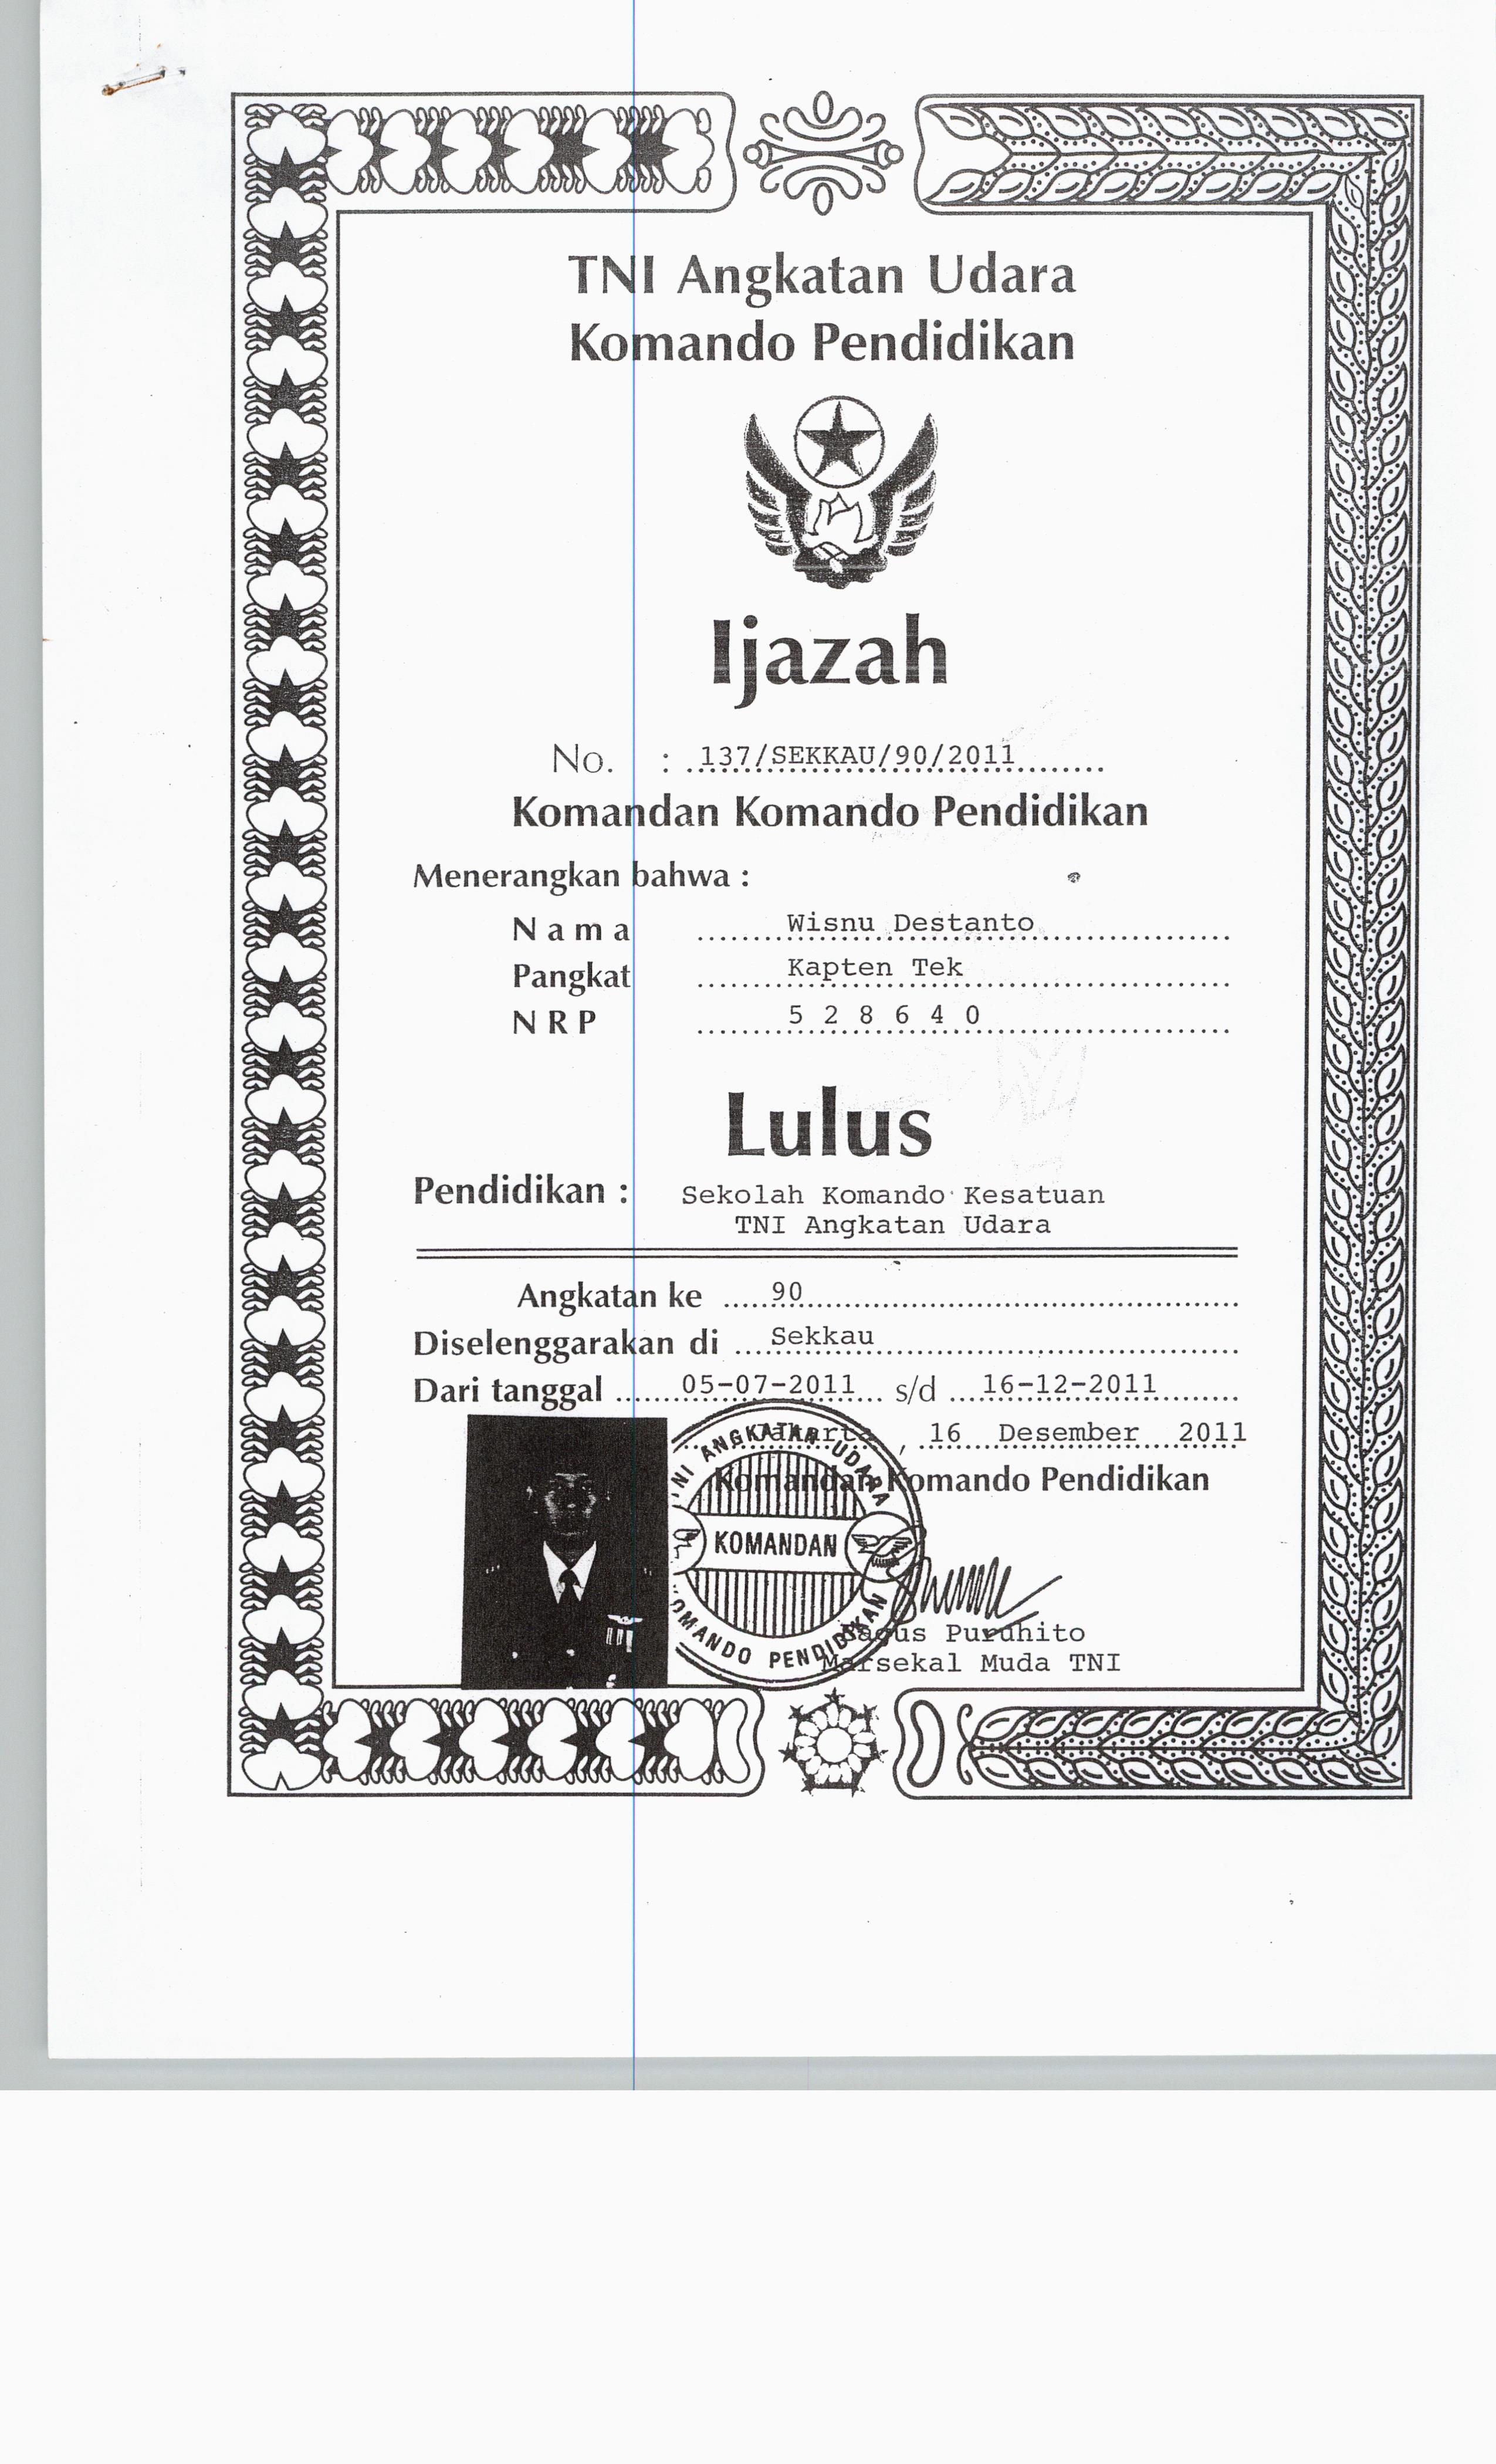 TNI Angkatan Udara
Komando Pendidikan
Ijazah
No. : 137/SEKKAU/90/2011
Komandan Komando Pendidikan
Menerangkan bahwa :
Nama Wisnu Destanto
Pangkat Kapten Tek
NRP 5 2 8 6 4 0
Lulus
Pendidikan : Sekolah Komando Kesatuan
TNI Angkatan Udara
Angkatan ke 90
Diselenggarakan di Sekkau
Dari tanggal 05-07-2011 s/d 16-12-2011
Jakarta, 16 Desember 2011
Komandan Komando Pendidikan
TNI ANGKATAN UDARA
KOMANDAN
KOMANDO PENDIDIKAN
Bagus Puruhito
Marsekal Muda TNI